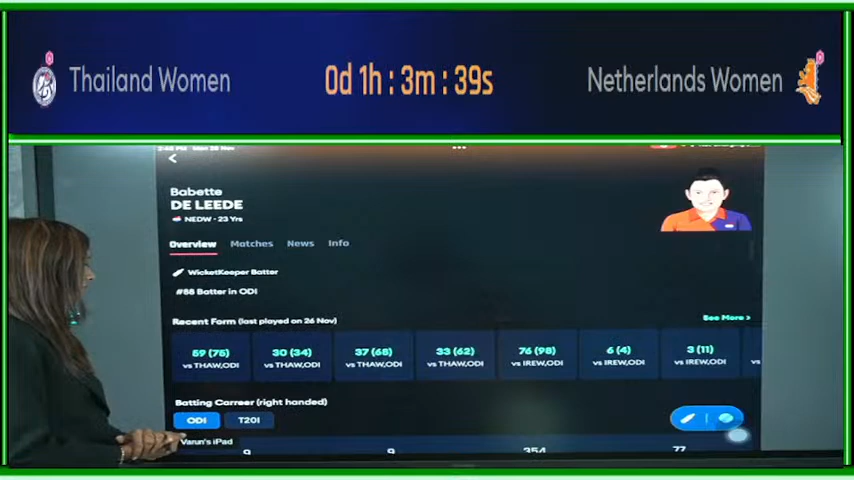 Thailand Women
0d 1h : 3m : 39s
Netherlands Women
Babette
DE LEEDE
NEDW - 23 Yrs
Overview Matches News Info
WicketKeeper Batter
#88 Batter in ODI
Recent Form (last played on 26 Nov)
See More >
59 (75) 30 (34) 37 (68) 33 (62) 76 (98) 6 (4) 3 (11)
vs THAW,ODI vs THAW,ODI vs THAW,ODI vs THAW,ODI vs IREW,ODI vs IREW,ODI vs IREW,ODI
Batting Carreer (right handed)
ODI T20I
Varun's iPad
9 9 354 77